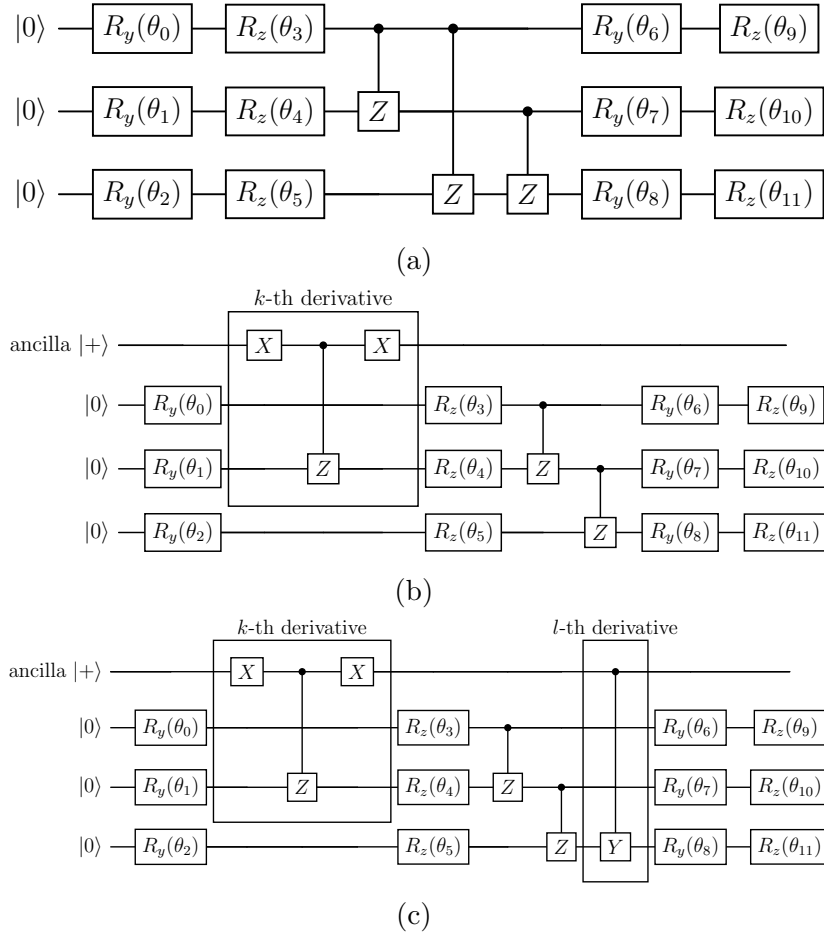 |0⟩ R_y(θ_0) R_z(θ_3) R_y(θ_6) R_z(θ_9)
|0⟩ R_y(θ_1) R_z(θ_4) Z R_y(θ_7) R_z(θ_10)
|0⟩ R_y(θ_2) R_z(θ_5) Z Z R_y(θ_8) R_z(θ_11)
(a)
k-th derivative
ancilla |+⟩ X X
|0⟩ R_y(θ_0) R_z(θ_3) R_y(θ_6) R_z(θ_9)
|0⟩ R_y(θ_1) Z R_z(θ_4) Z R_y(θ_7) R_z(θ_10)
|0⟩ R_y(θ_2) R_z(θ_5) Z R_y(θ_8) R_z(θ_11)
(b)
k-th derivative l-th derivative
ancilla |+⟩ X X
|0⟩ R_y(θ_0) R_z(θ_3) R_y(θ_6) R_z(θ_9)
|0⟩ R_y(θ_1) Z R_z(θ_4) Z R_y(θ_7) R_z(θ_10)
|0⟩ R_y(θ_2) R_z(θ_5) Z Y R_y(θ_8) R_z(θ_11)
(c)